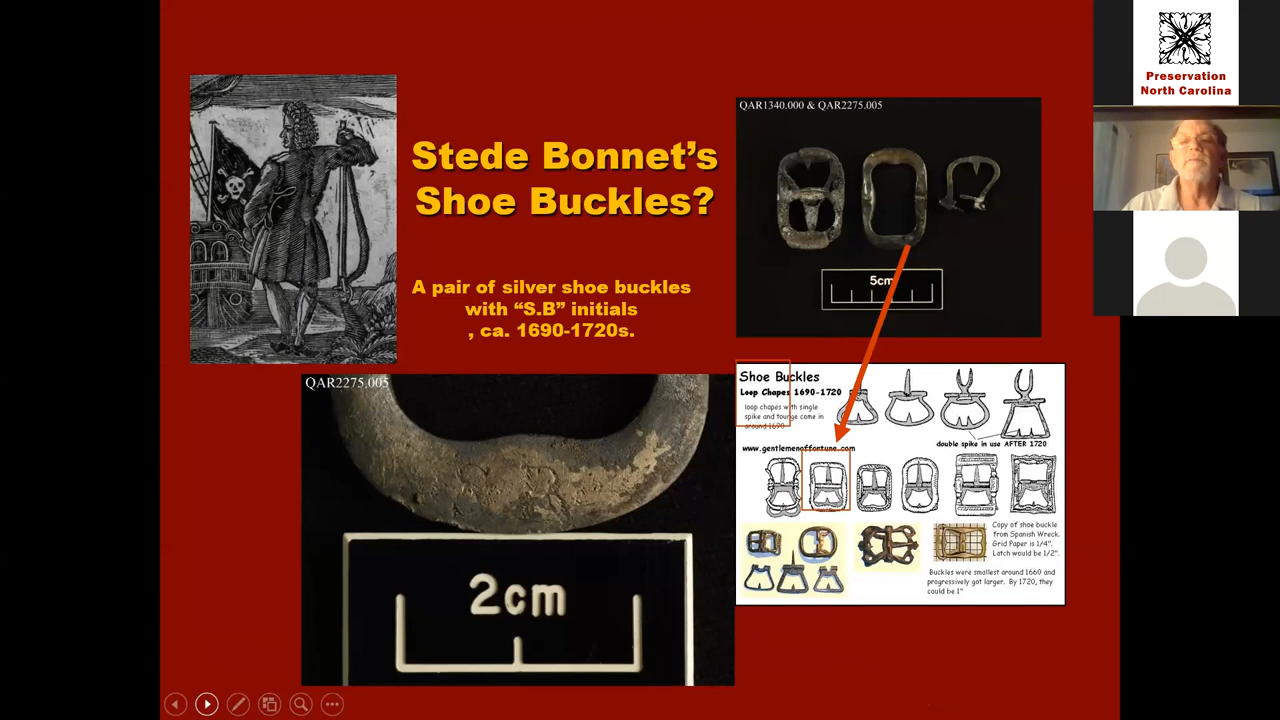 Stede Bonnet's
Shoe Buckles?
A pair of silver shoe buckles
with “S.B” initials
, ca. 1690-1720s.
QAR1340.000 & QAR2275.005
5cm
QAR2275.005
2cm
Shoe Buckles
Loop Chapes 1690-1720
loop chapes with single
spike and tounge come in
around 1690
www.gentlemenoffortune.com
double spike in use AFTER 1720
Copy of shoe buckle
from Spanish Wreck.
Grid Paper is 1/4".
Latch would be 1/2".
Buckles were smallest around 1660 and
progressively got larger. By 1720, they
could be 1"
Preservation
North Carolina